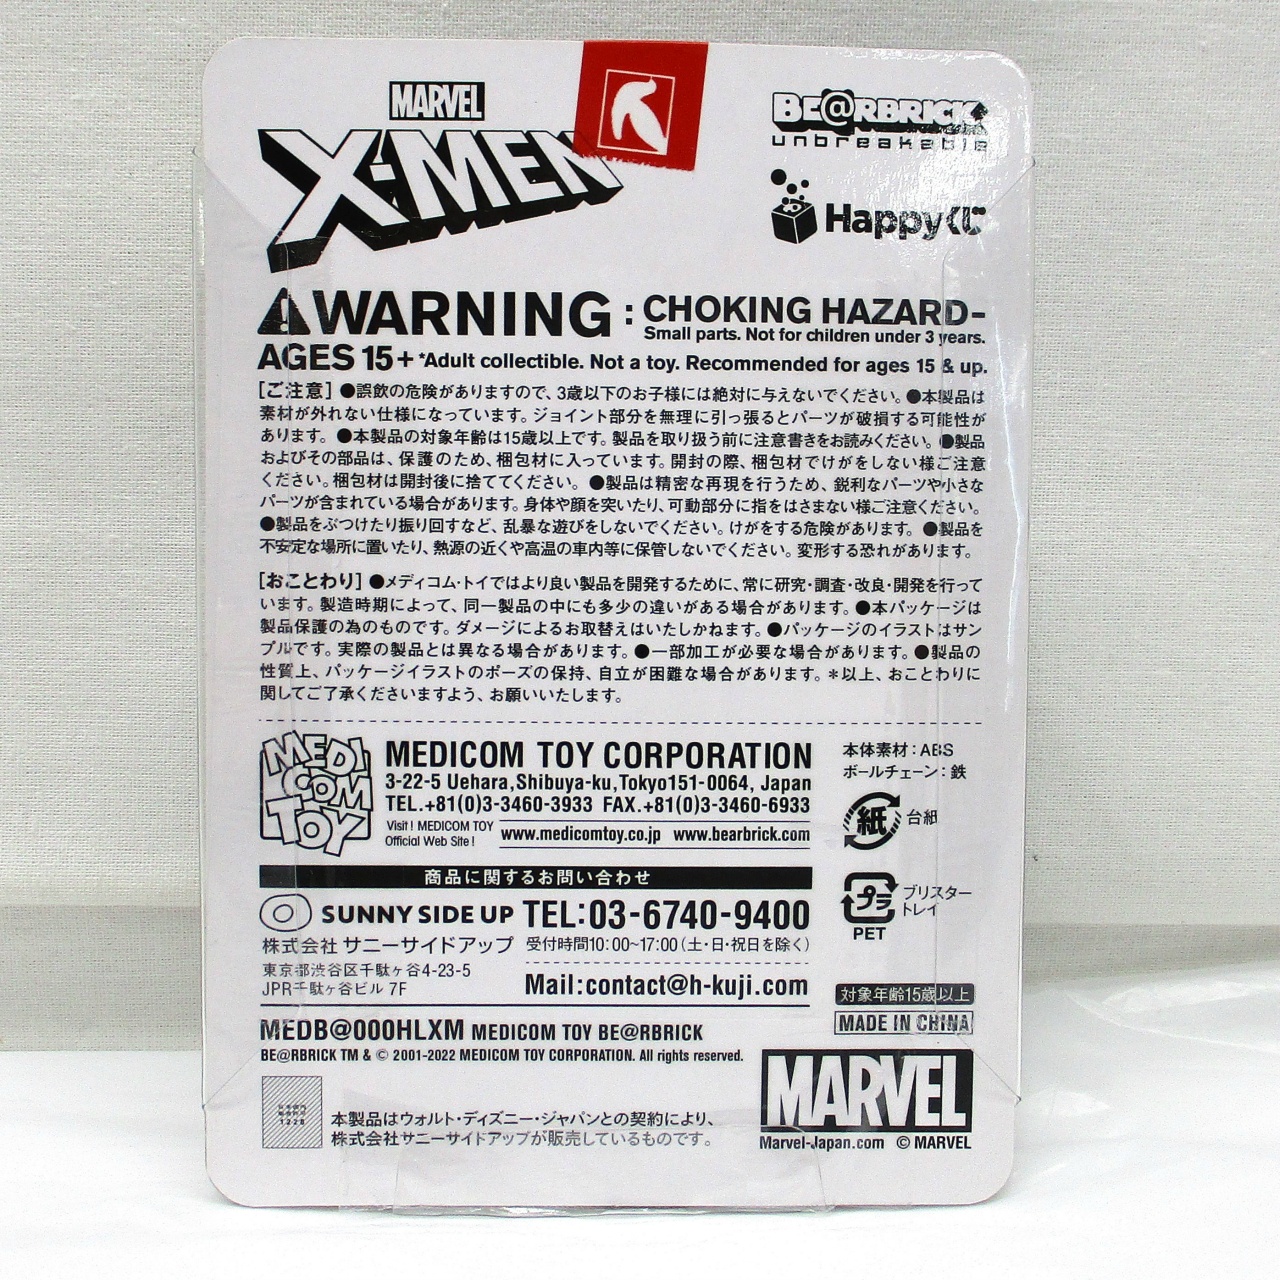 MARVEL
X-MEN
BE@RBRICK
unbreakable
Happyくじ
WARNING : CHOKING HAZARD-
Small parts. Not for children under 3 years.
AGES 15+ *Adult collectible. Not a toy. Recommended for ages 15 & up.
[ご注意] ●誤飲の危険がありますので、3歳以下のお子様には絶対に与えないでください。●本製品は
素材が外れない仕様になっています。ジョイント部分を無理に引っ張るとパーツが破損する可能性が
あります。●本製品の対象年齢は15歳以上です。製品を取り扱う前に注意書きをお読みください。●製品
およびその部品は、保護のため、梱包材に入っています。開封の際、梱包材でけがをしない様ご注意
ください。梱包材は開封後に捨ててください。●製品は精密な再現を行うため、鋭利なパーツや小さな
パーツが含まれている場合があります。身体や顔を突いたり、可動部分に指をはさまない様ご注意ください。
●製品をぶつけたり振り回すなど、乱暴な遊びをしないでください。けがをする危険があります。●製品を
不安定な場所に置いたり、熱源の近くや高温の車内等に保管しないでください。変形する恐れがあります。
[おことわり] ●メディコム・トイではより良い製品を開発するために、常に研究・調査・改良・開発を行って
います。製造時期によって、同一製品の中にも多少の違いがある場合があります。●本パッケージは
製品保護の為のものです。ダメージによるお取替えはいたしかねます。●パッケージのイラストはサン
プルです。実際の製品とは異なる場合があります。●一部加工が必要な場合があります。●製品の
性質上、パッケージイラストのポーズの保持、自立が困難な場合があります。*以上、おことわりに
関してご了承くださいますよう、お願いいたします。
MEDI
COM
TOY
MEDICOM TOY CORPORATION
3-22-5 Uehara,Shibuya-ku,Tokyo151-0064, Japan
TEL.+81(0)3-3460-3933 FAX.+81(0)3-3460-6933
Visit ! MEDICOM TOY
Official Web Site !
www.medicomtoy.co.jp www.bearbrick.com
本体素材：ABS
ボールチェーン：鉄
紙 台紙
プラ ブリスター
トレイ
PET
商品に関するお問い合わせ
SUNNY SIDE UP TEL:03-6740-9400
株式会社 サニーサイドアップ 受付時間10:00~17:00(土・日・祝日を除く)
東京都渋谷区千駄ヶ谷4-23-5
JPR千駄ヶ谷ビル 7F
Mail:contact@h-kuji.com
対象年齢15歳以上
MADE IN CHINA
MEDB@000HLXM MEDICOM TOY BE@RBRICK
BE@RBRICK TM & © 2001-2022 MEDICOM TOY CORPORATION. All rights reserved.
1228
本製品はウォルト・ディズニー・ジャパンとの契約により、
株式会社サニーサイドアップが販売しているものです。
MARVEL
Marvel-Japan.com © MARVEL